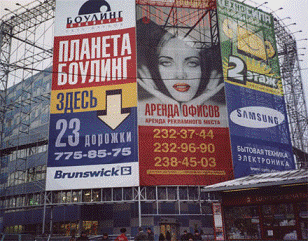 БОУЛИНГ
ПЛАНЕТА
БОУЛИНГ
ЗДЕСЬ
23 дорожки
775-85-75
Brunswick
АРЕНДА ОФИСОВ
АРЕНДА РЕКЛАМНОГО МЕСТА
232-37-44
232-96-90
238-45-03
2 этаж
SAMSUNG
БЫТОВАЯ ТЕХНИКА
ЭЛЕКТРОНИКА